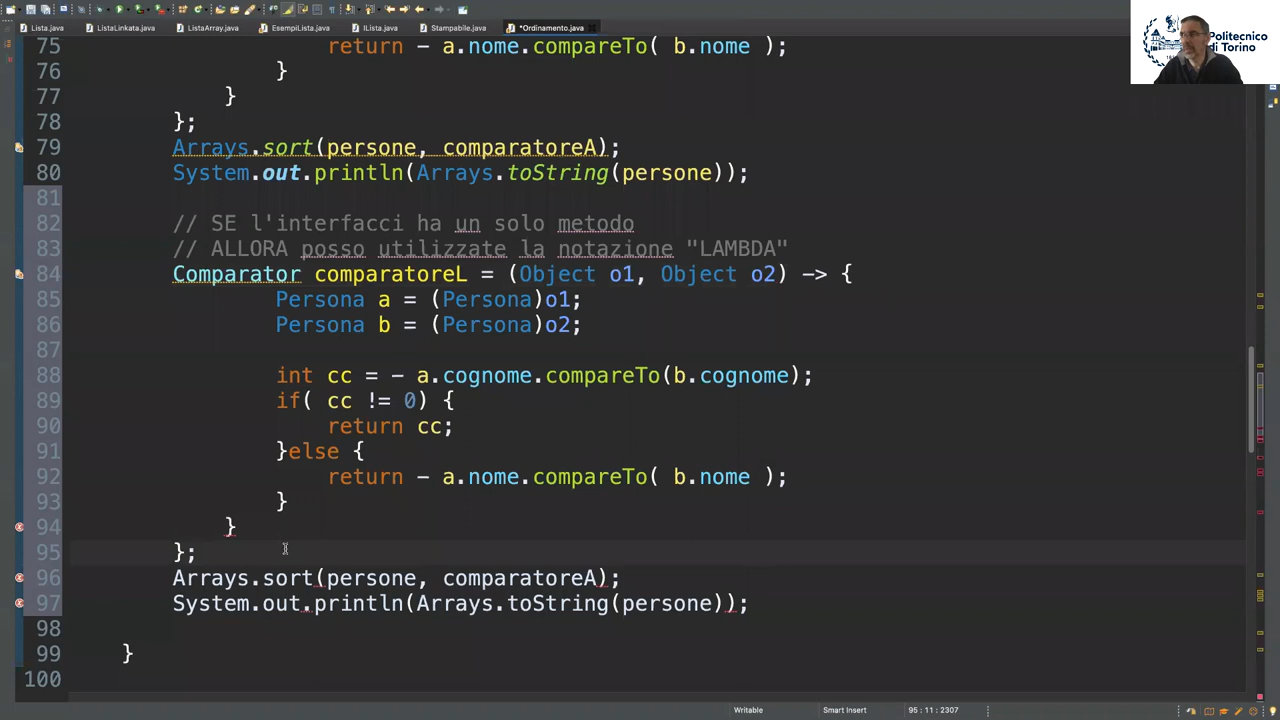 Lista.java ListaLinkata.java ListaArray.java EsempiLista.java IILista.java Stampabile.java *Ordinamento.java
Politecnico
di Torino
75 return - a.nome.compareTo( b.nome );
76 }
77 }
78 };
79 Arrays.sort(persone, comparatoreA);
80 System.out.println(Arrays.toString(persone));
81
82 // SE l'interfacci ha un solo metodo
83 // ALLORA posso utilizzate la notazione "LAMBDA"
84 Comparator comparatoreL = (Object o1, Object o2) -> {
85 Persona a = (Persona)o1;
86 Persona b = (Persona)o2;
87
88 int cc = - a.cognome.compareTo(b.cognome);
89 if( cc != 0) {
90 return cc;
91 }else {
92 return - a.nome.compareTo( b.nome );
93 }
94 }
95 };
96 Arrays.sort(persone, comparatoreA);
97 System.out.println(Arrays.toString(persone));
98
99 }
100
Writable Smart Insert 95 : 11 : 2307